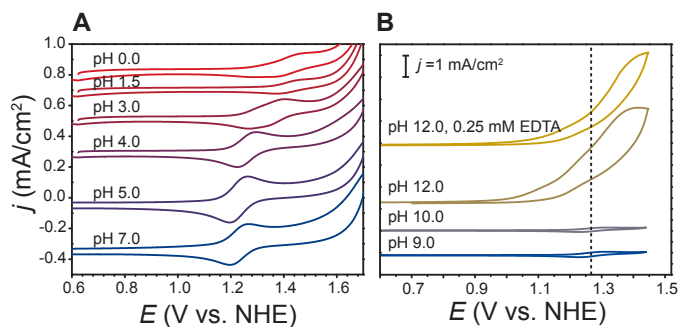 A
B
1.0
0.8
0.6
0.4
0.2
0.0
-0.2
-0.4
j (mA/cm²)
pH 0.0
pH 1.5
pH 3.0
pH 4.0
pH 5.0
pH 7.0
0.6 0.8 1.0 1.2 1.4 1.6
E (V vs. NHE)
j =1 mA/cm²
pH 12.0, 0.25 mM EDTA
pH 12.0
pH 10.0
pH 9.0
0.7 0.9 1.1 1.3 1.5
E (V vs. NHE)